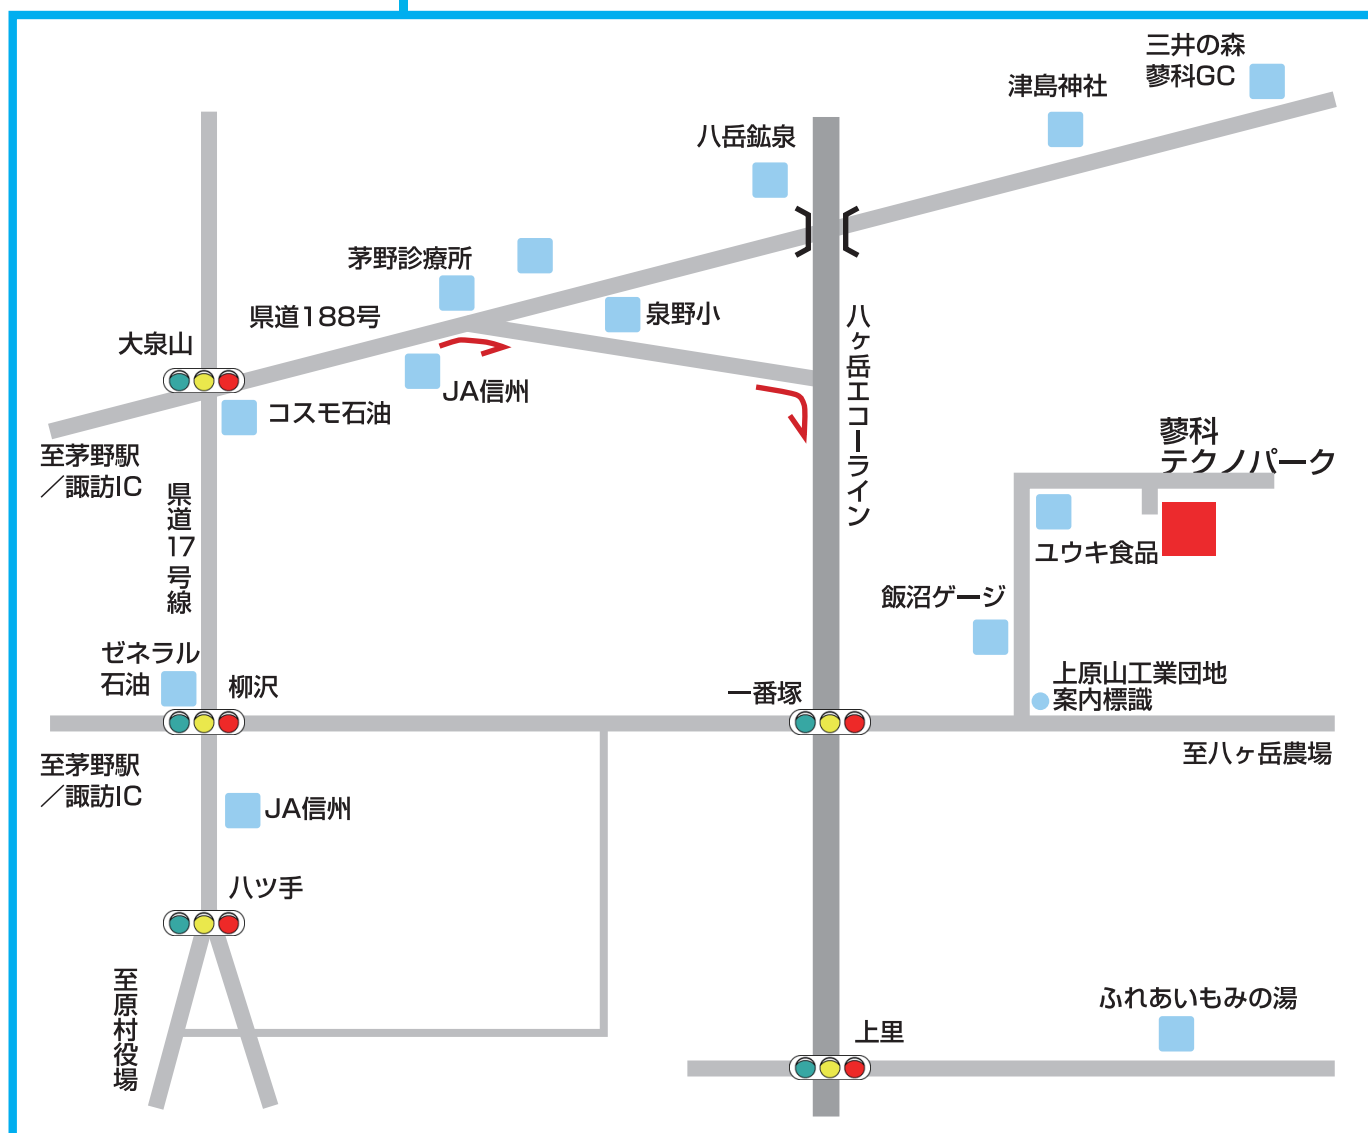 三井の森
蓼科GC
津島神社
八岳鉱泉
茅野診療所
県道188号
泉野小
大泉山
JA信州
コスモ石油
八ヶ岳エコーライン
至茅野駅
／諏訪IC
県道17号線
蓼科
テクノパーク
ユウキ食品
飯沼ゲージ
ゼネラル
石油
柳沢
一番塚
上原山工業団地
案内標識
至茅野駅
／諏訪IC
至八ヶ岳農場
JA信州
八ツ手
至原村役場
ふれあいもみの湯
上里